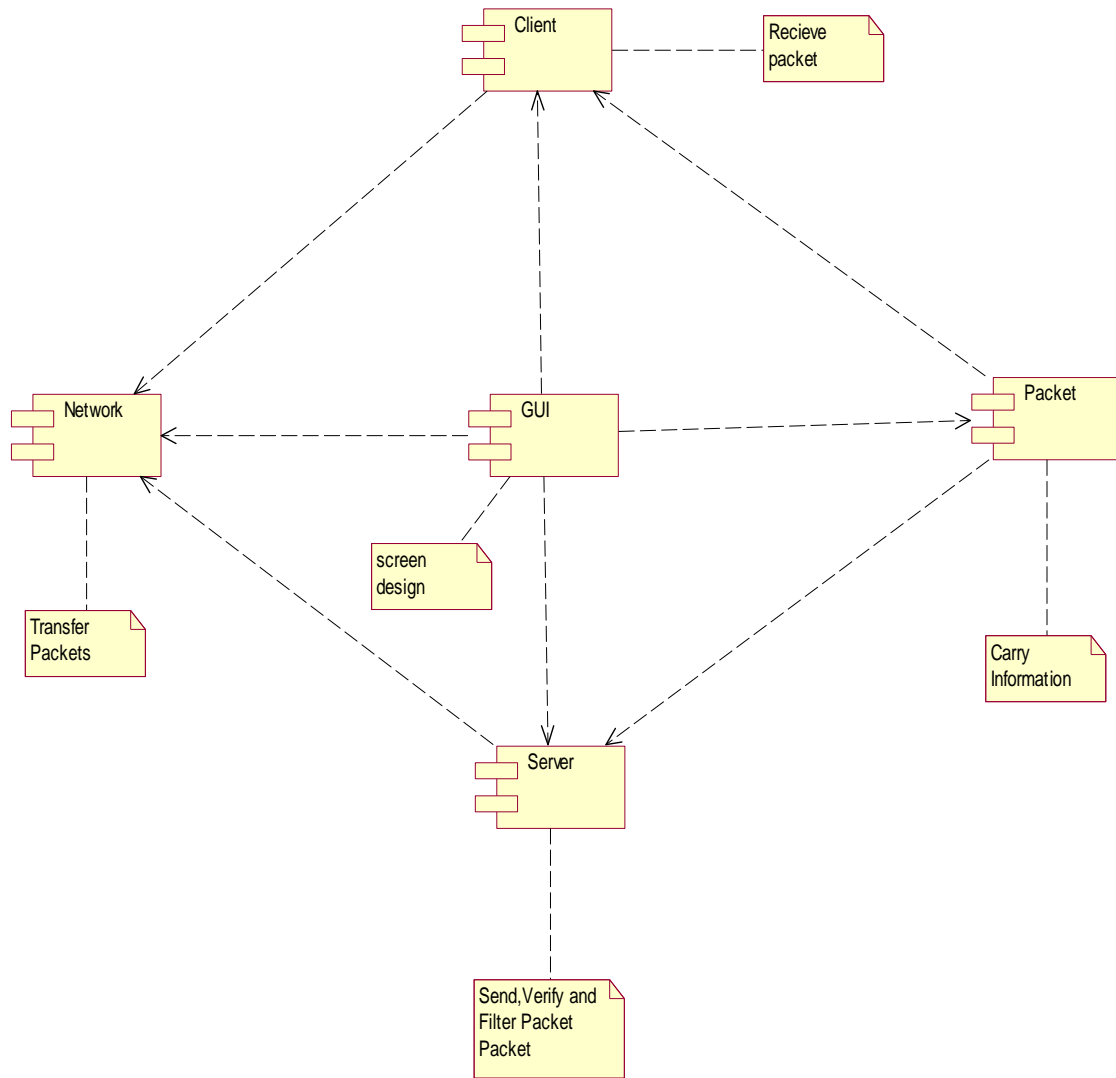 Client
Recieve
packet
Network
GUI
Packet
screen
design
Transfer
Packets
Carry
Information
Server
Send,Verify and
Filter Packet
Packet